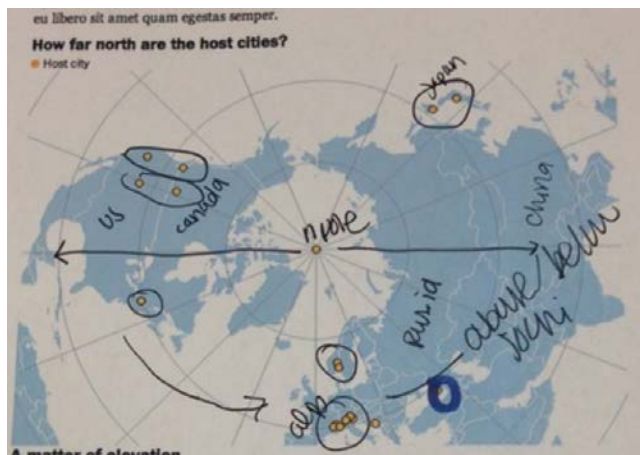 eu libero sit amet quam egestas semper.
How far north are the host cities?
Host city
Japan
US
canada
n pole
china
Rusia
above/below
sochi
alps
A matter of elevation